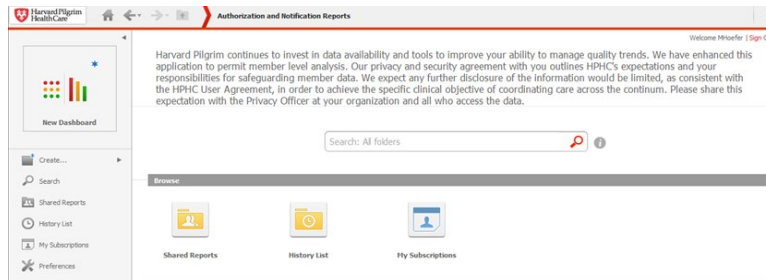 Harvard Pilgrim
HealthCare
Authorization and Notification Reports
Welcome MHoefer | Sign
Harvard Pilgrim continues to invest in data availability and tools to improve your ability to manage quality trends. We have enhanced this
application to permit member level analysis. Our privacy and security agreement with you outlines HPHC's expectations and your
responsibilities for safeguarding member data. We expect any further disclosure of the information would be limited, as consistent with
the HPHC User Agreement, in order to achieve the specific clinical objective of coordinating care across the continum. Please share this
expectation with the Privacy Officer at your organization and all who access the data.
New Dashboard
Search: All folders
Create...
Search
Shared Reports
History List
My Subscriptions
Preferences
Browse
Shared Reports
History List
My Subscriptions